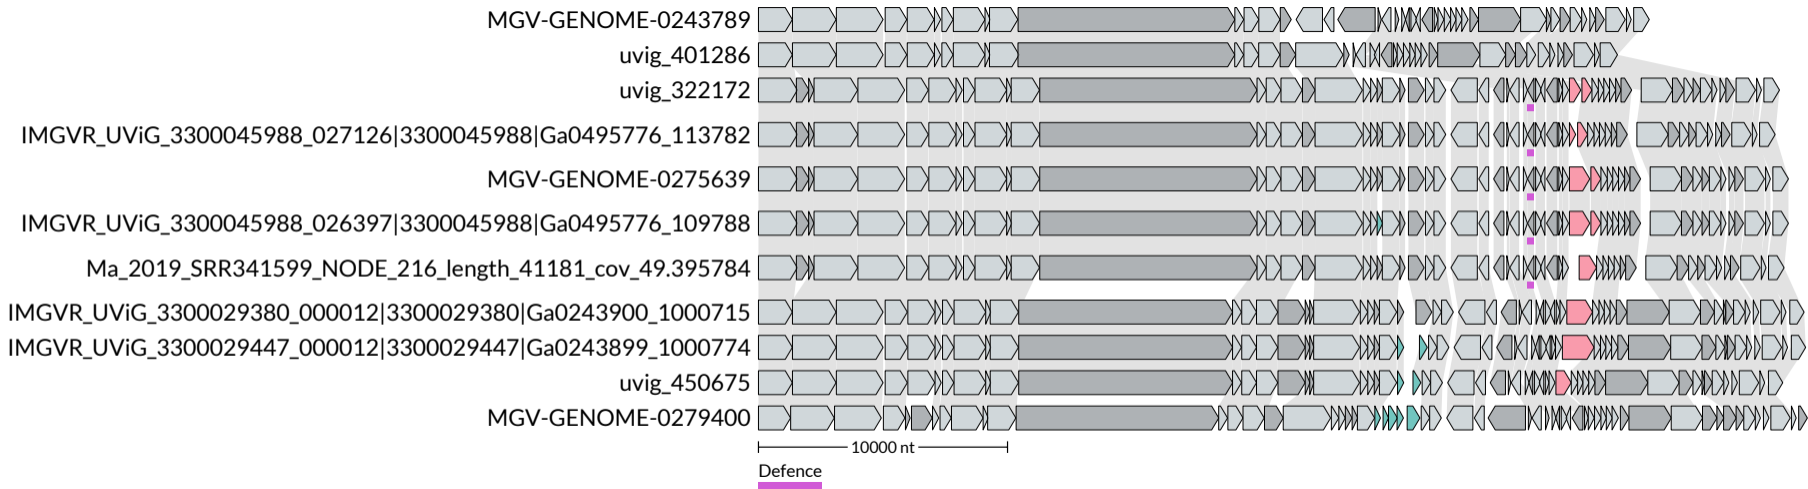 MGV-GENOME-0243789
uvig_401286
uvig_322172
IMGVR_UViG_3300045988_027126|3300045988|Ga0495776_113782
MGV-GENOME-0275639
IMGVR_UViG_3300045988_026397|3300045988|Ga0495776_109788
Ma_2019_SRR341599_NODE_216_length_41181_cov_49.395784
IMGVR_UViG_3300029380_000012|3300029380|Ga0243900_1000715
IMGVR_UViG_3300029447_000012|3300029447|Ga0243899_1000774
uvig_450675
MGV-GENOME-0279400
10000 nt
Defence